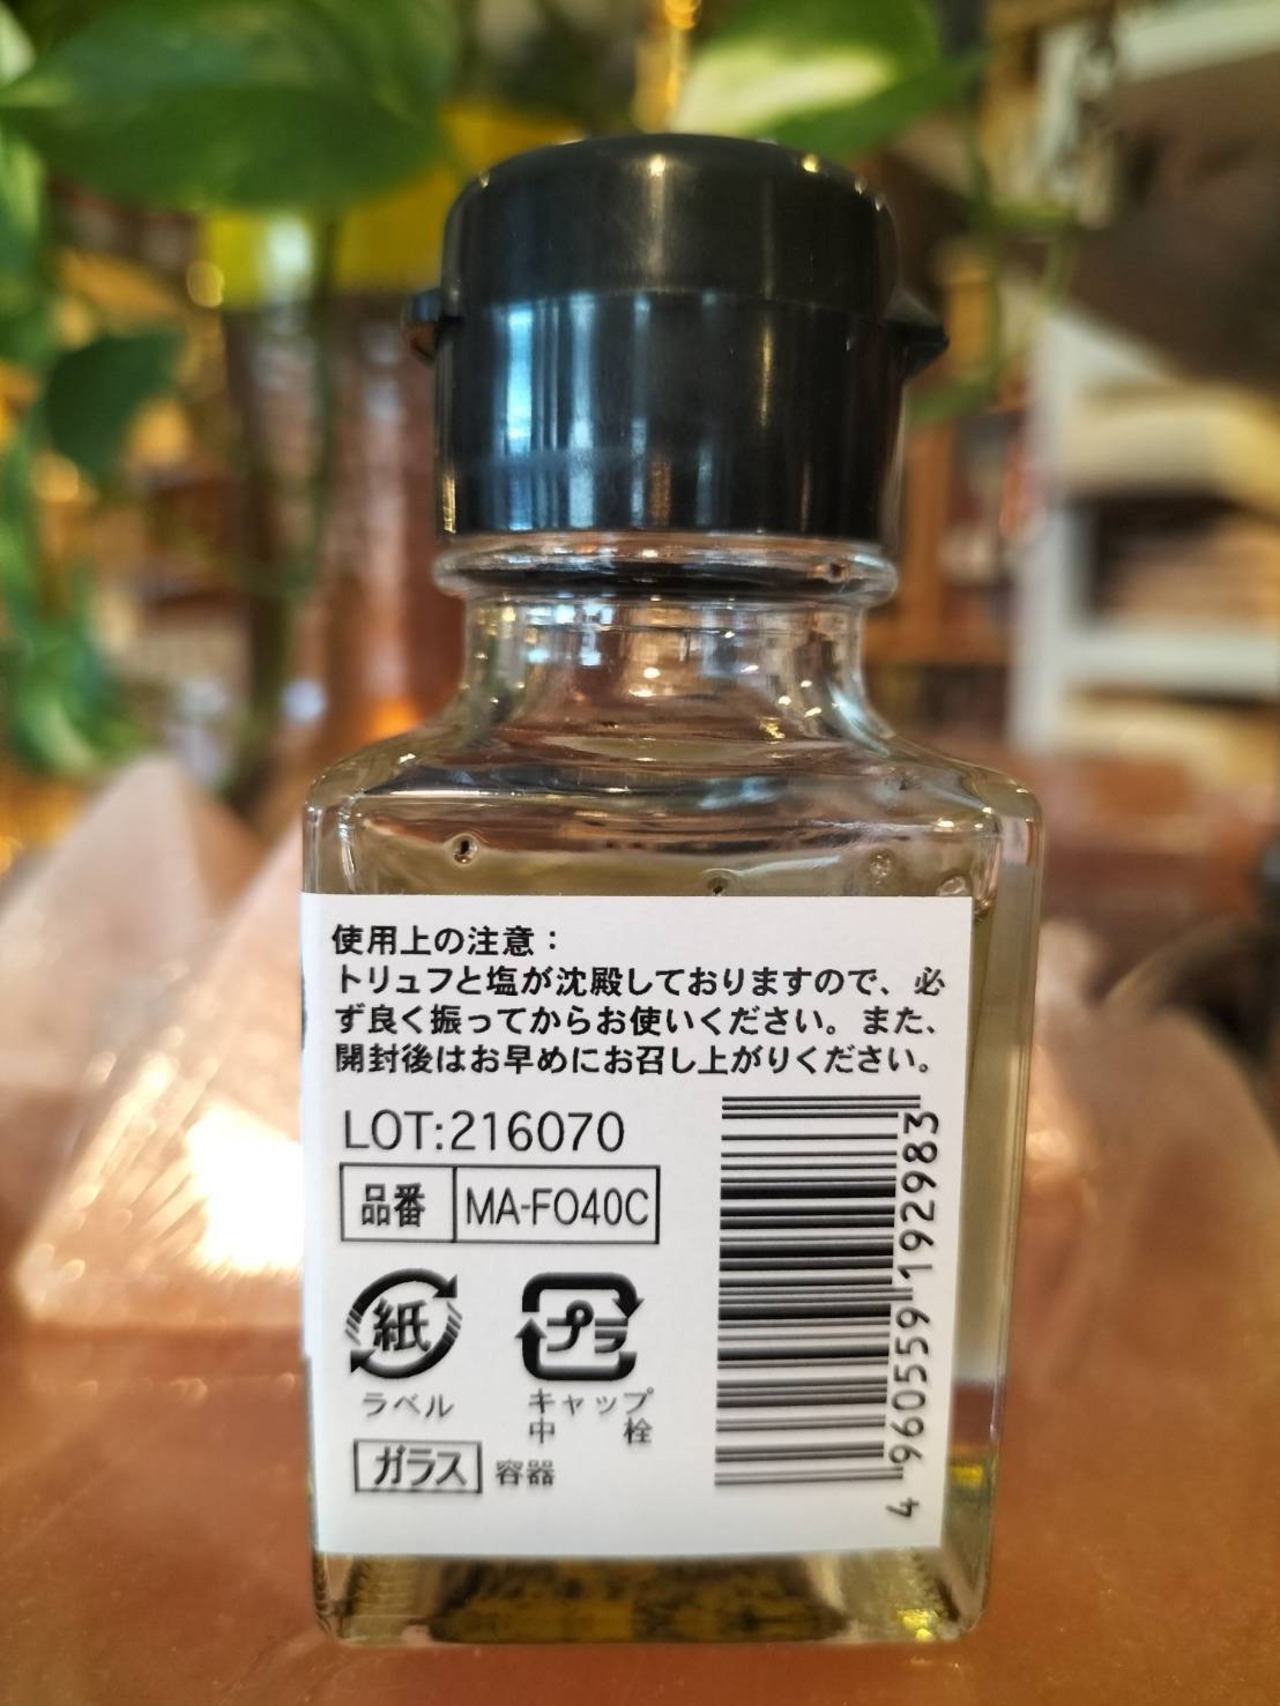 使用上の注意：
トリュフと塩が沈殿しておりますので、必
ず良く振ってからお使いください。また、
開封後はお早めにお召し上がりください。
LOT:216070
品番 MA-FO40C
紙
ラベル
プラ
キャップ
中栓
ガラス 容器
4 960559 192983